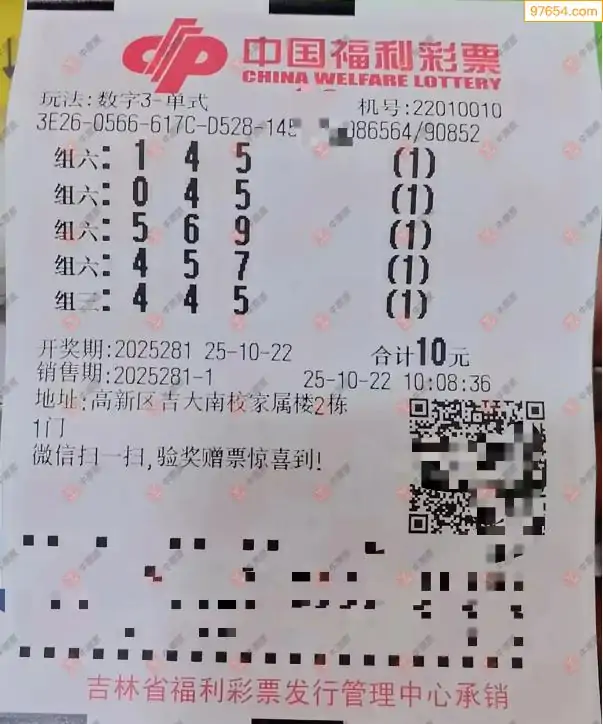 97654.com
中国福利彩票
CHINA WELFARE LOTTERY
玩法:数字3-单式 机号:22010010
3E26-0566-617C-D528-14 086564/90852
组六: 1 4 5 (1)
组六: 0 4 5 (1)
组六: 5 6 9 (1)
组六: 4 5 7 (1)
组三: 4 4 5 (1)
开奖期:2025281 25-10-22 合计10元
销售期:2025281-1 25-10-22 10:08:36
地址:高新区吉大南校家属楼2栋
1门
微信扫一扫,验奖赠票惊喜到!
吉林省福利彩票发行管理中心承销